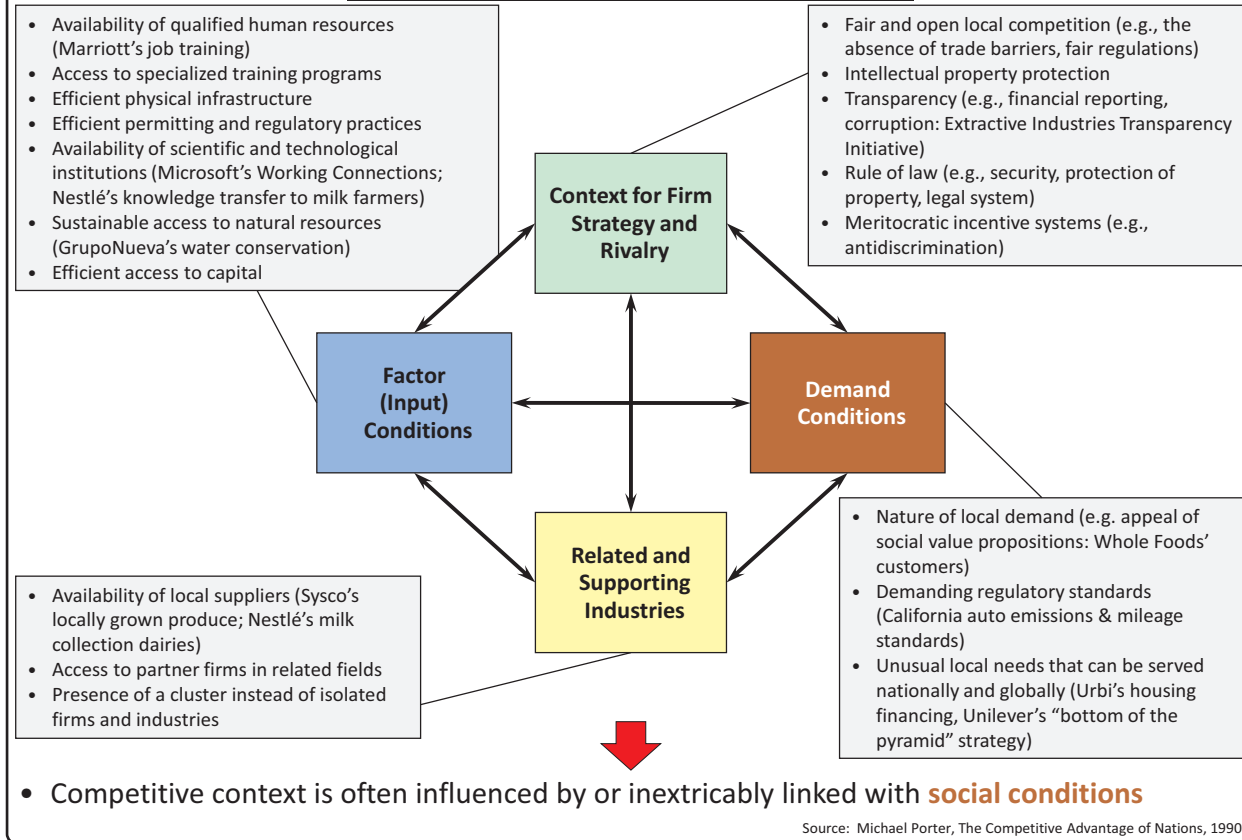 • Availability of qualified human resources
(Marriott’s job training)
• Access to specialized training programs
• Efficient physical infrastructure
• Efficient permitting and regulatory practices
• Availability of scientific and technological
institutions (Microsoft’s Working Connections;
Nestlé’s knowledge transfer to milk farmers)
• Sustainable access to natural resources
(GrupoNueva’s water conservation)
• Efficient access to capital
• Fair and open local competition (e.g., the
absence of trade barriers, fair regulations)
• Intellectual property protection
• Transparency (e.g., financial reporting,
corruption: Extractive Industries Transparency
Initiative)
• Rule of law (e.g., security, protection of
property, legal system)
• Meritocratic incentive systems (e.g.,
antidiscrimination)
Context for Firm
Strategy and
Rivalry
Factor
(Input)
Conditions
Demand
Conditions
Related and
Supporting
Industries
• Availability of local suppliers (Sysco’s
locally grown produce; Nestlé’s milk
collection dairies)
• Access to partner firms in related fields
• Presence of a cluster instead of isolated
firms and industries
• Nature of local demand (e.g. appeal of
social value propositions: Whole Foods’
customers)
• Demanding regulatory standards
(California auto emissions & mileage
standards)
• Unusual local needs that can be served
nationally and globally (Urbi’s housing
financing, Unilever’s “bottom of the
pyramid” strategy)
• Competitive context is often influenced by or inextricably linked with social conditions
Source: Michael Porter, The Competitive Advantage of Nations, 1990